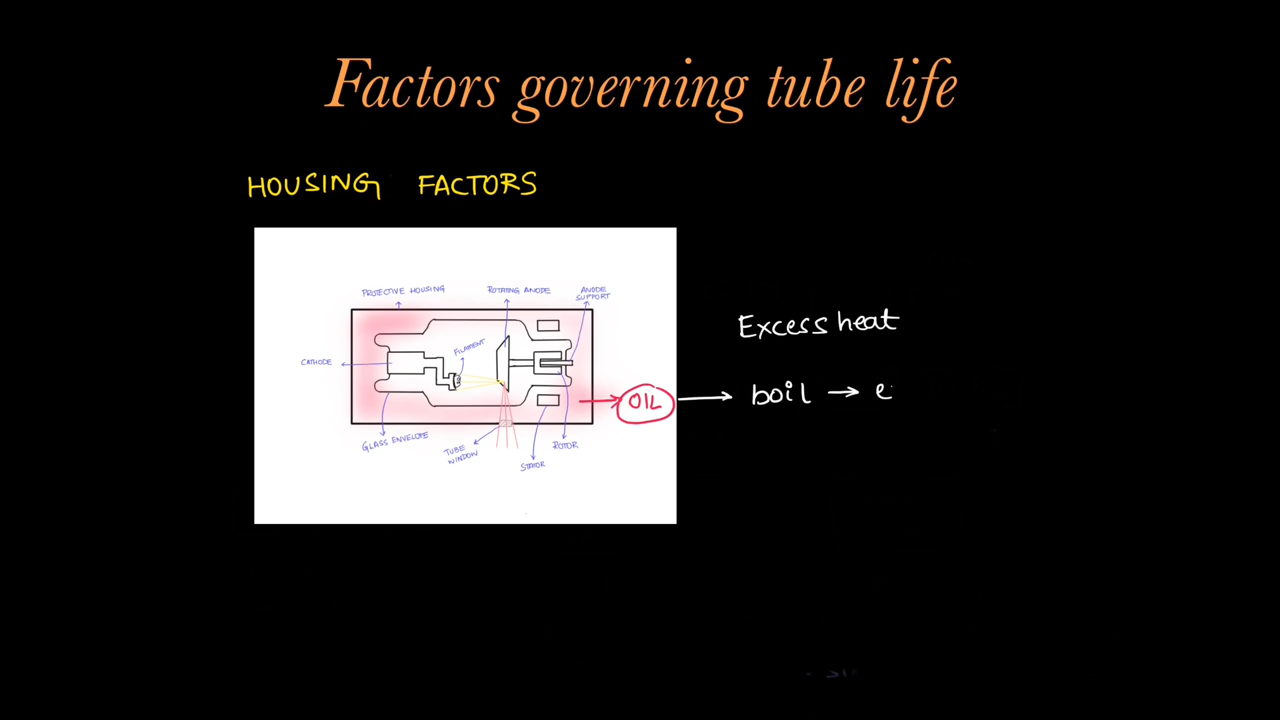 Factors governing tube life
HOUSING FACTORS
PROTECTIVE HOUSING
ROTATING ANODE
ANODE
SUPPORT
Excess heat
FILAMENT
CATHODE
OIL → boil → e
GLASS ENVELOPE
TUBE
WINDOW
ROTOR
STATOR